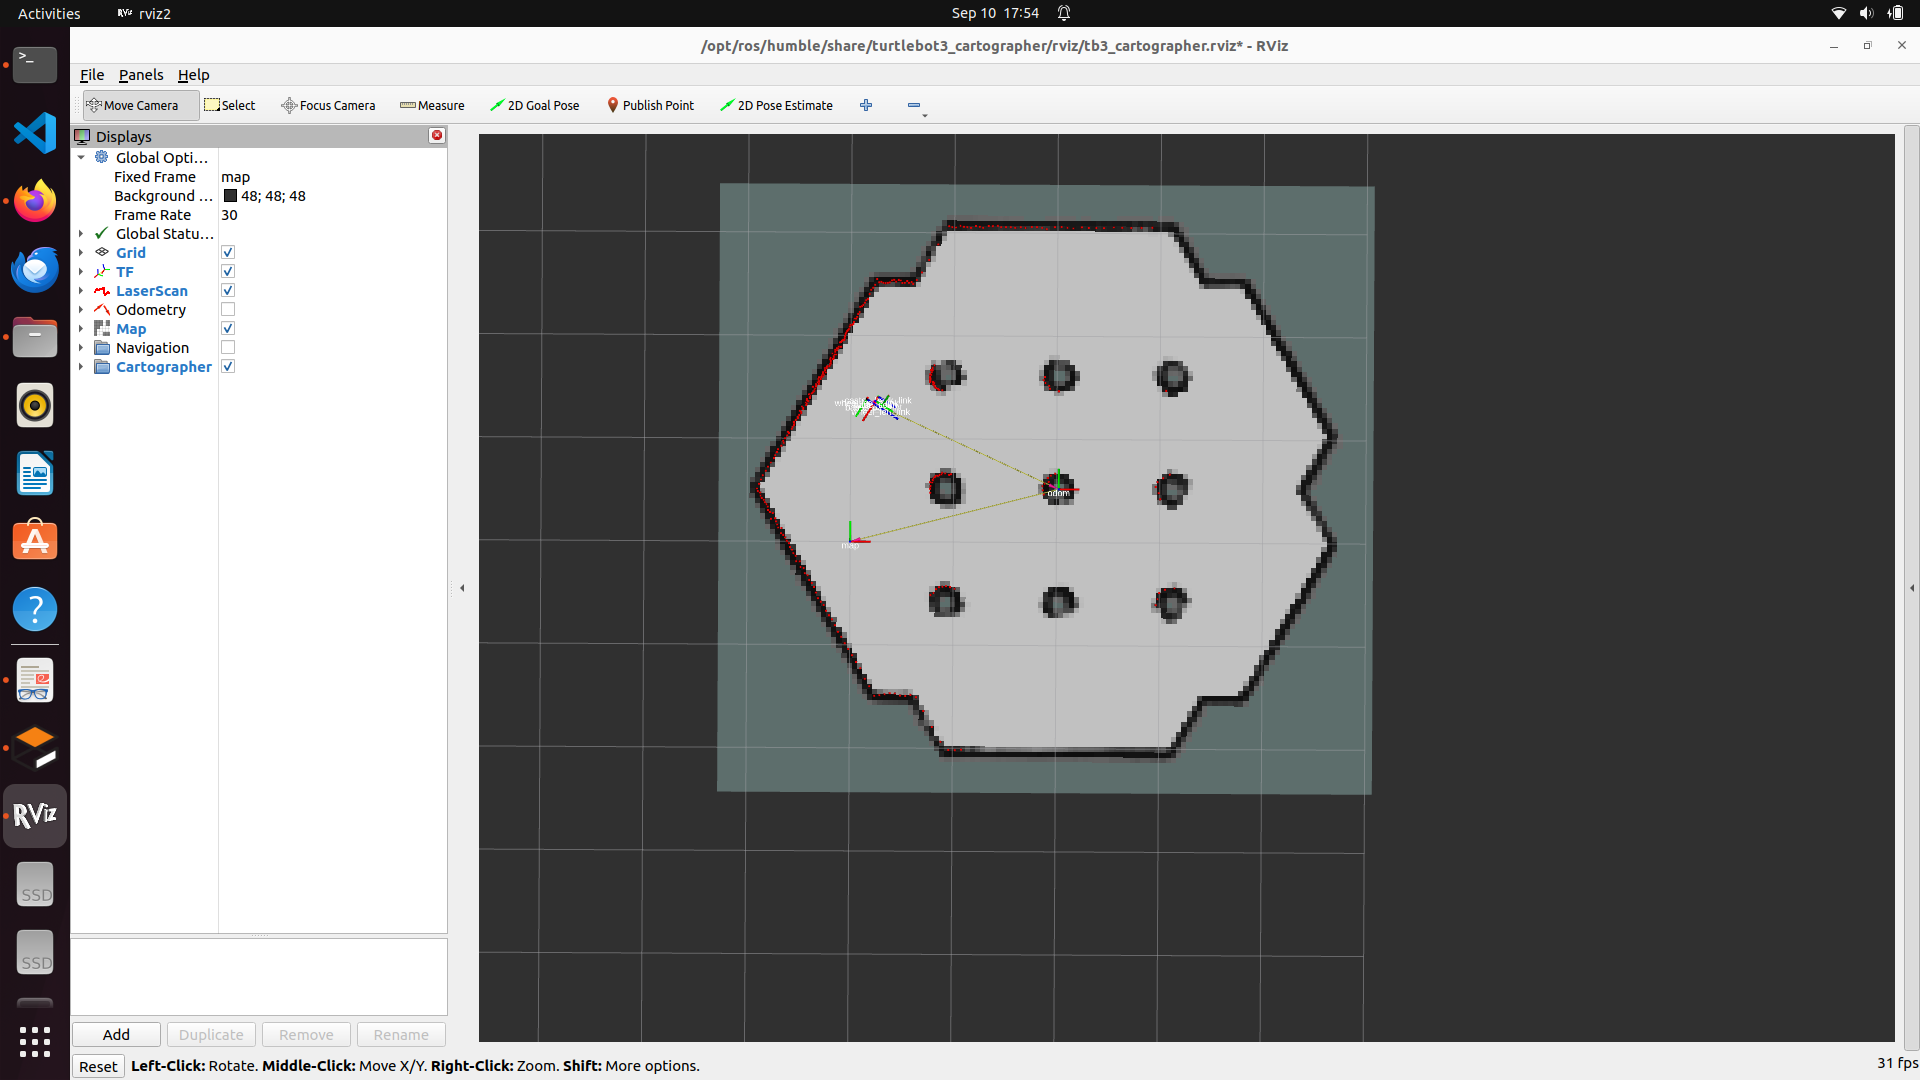 Activities
rviz2
Sep 10 17:54
/opt/ros/humble/share/turtlebot3_cartographer/rviz/tb3_cartographer.rviz* - RViz
File Panels Help
Move Camera
Select
Focus Camera
Measure
2D Goal Pose
Publish Point
2D Pose Estimate
Displays
Global Opti...
Fixed Frame map
Background ... 48; 48; 48
Frame Rate 30
Global Statu...
Grid
TF
LaserScan
Odometry
Map
Navigation
Cartographer
odom
map
RViz
SSD
SSD
Add
Duplicate
Remove
Rename
Reset
Left-Click: Rotate. Middle-Click: Move X/Y. Right-Click: Zoom. Shift: More options.
31 fps